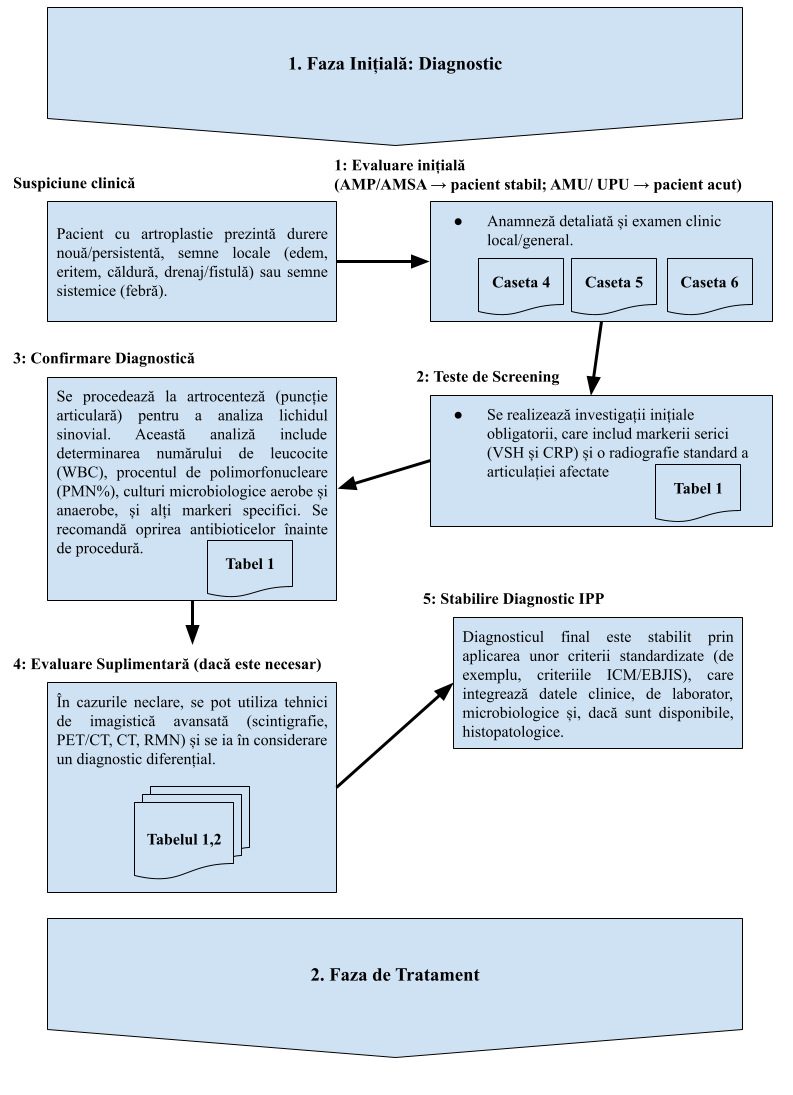 1. Faza Inițială: Diagnostic
Suspiciune clinică
Pacient cu artroplastie prezintă durere
nouă/persistentă, semne locale (edem,
eritem, căldură, drenaj/fistulă) sau semne
sistemice (febră).
1: Evaluare inițială
(AMP/AMSA → pacient stabil; AMU/ UPU → pacient acut)
● Anamneză detaliată și examen clinic
local/general.
Caseta 4
Caseta 5
Caseta 6
2: Teste de Screening
● Se realizează investigații inițiale
obligatorii, care includ markerii serici
(VSH și CRP) și o radiografie standard a
articulației afectate
Tabel 1
3: Confirmare Diagnostică
Se procedează la artrocenteză (puncție
articulară) pentru a analiza lichidul
sinovial. Această analiză include
determinarea numărului de leucocite
(WBC), procentul de polimorfonucleare
(PMN%), culturi microbiologice aerobe și
anaerobe, și alți markeri specifici. Se
recomandă oprirea antibioticelor înainte
de procedură.
Tabel 1
4: Evaluare Suplimentară (dacă este necesar)
În cazurile neclare, se pot utiliza tehnici
de imagistică avansată (scintigrafie,
PET/CT, CT, RMN) și se ia în considerare
un diagnostic diferențial.
Tabelul 1,2
5: Stabilire Diagnostic IPP
Diagnosticul final este stabilit prin
aplicarea unor criterii standardizate (de
exemplu, criteriile ICM/EBJIS), care
integrează datele clinice, de laborator,
microbiologice și, dacă sunt disponibile,
histopatologice.
2. Faza de Tratament